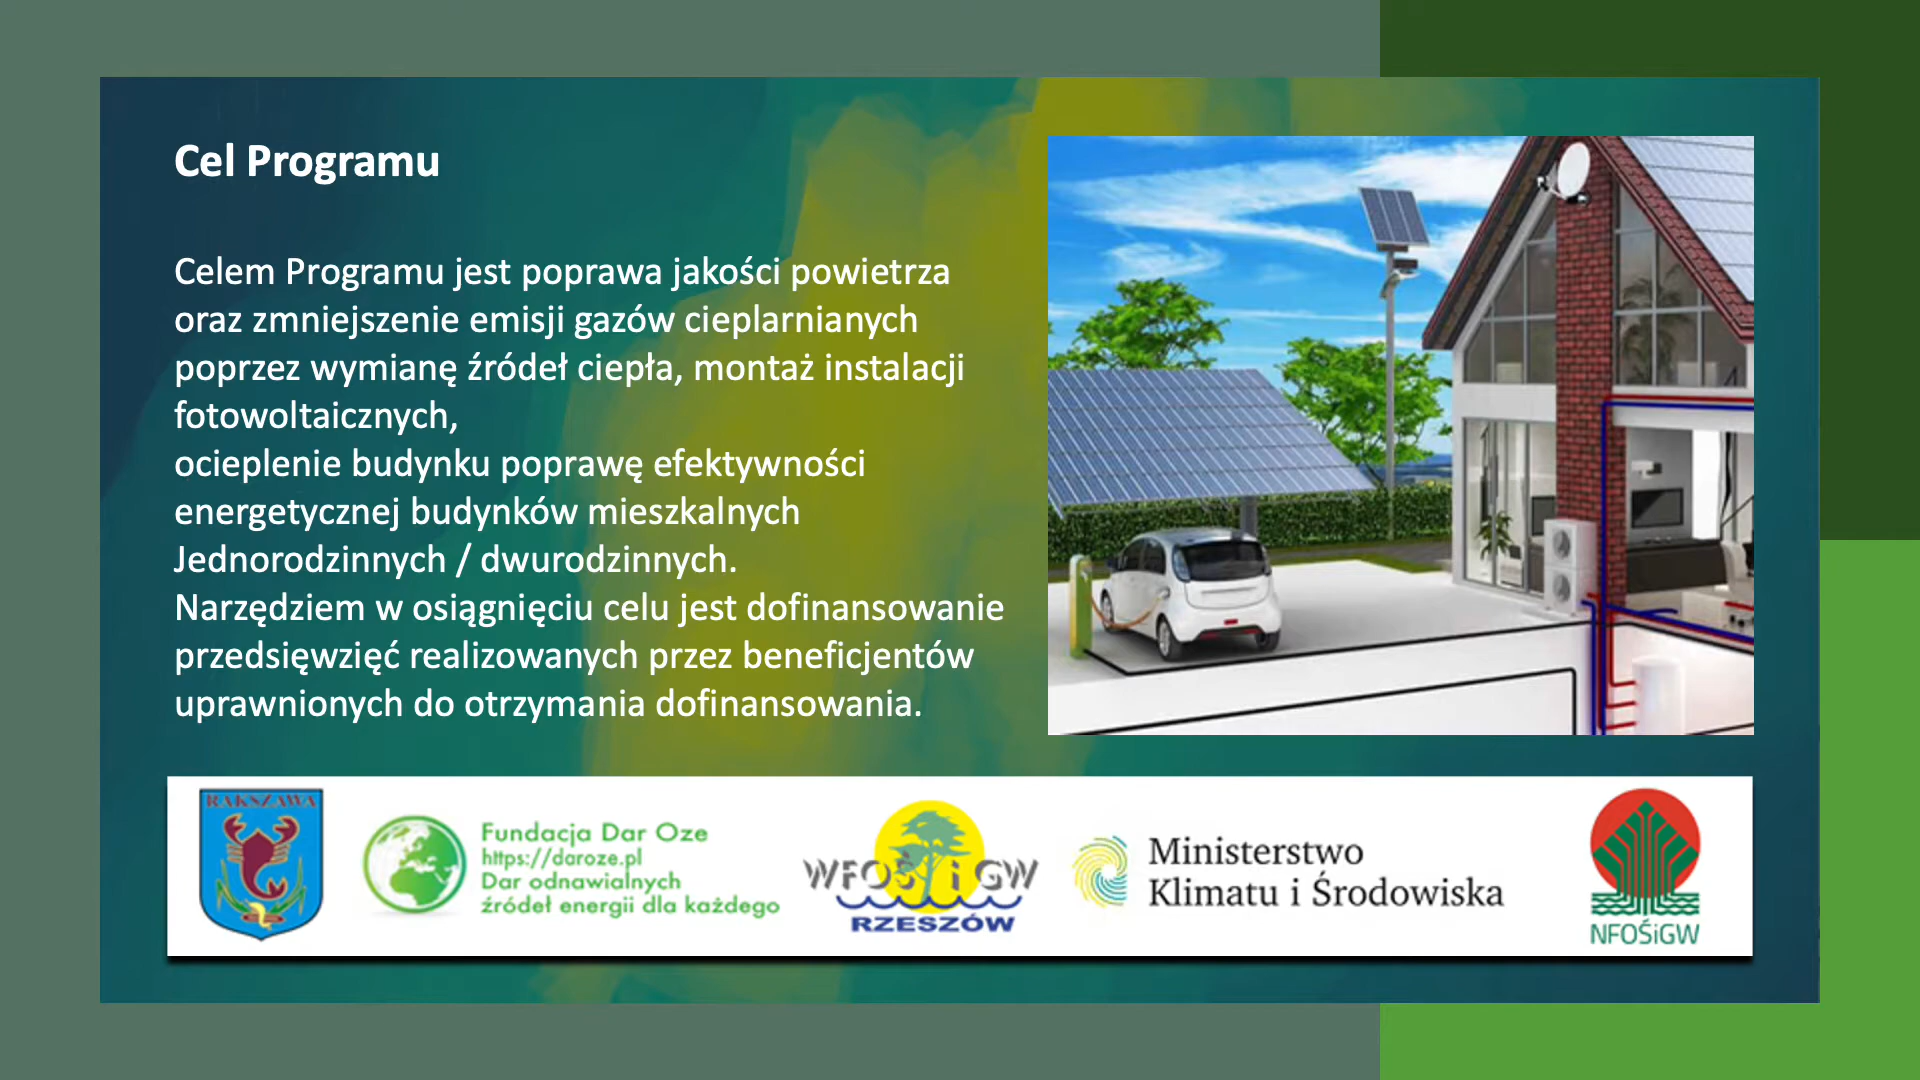 Cel Programu
Celem Programu jest poprawa jakości powietrza
oraz zmniejszenie emisji gazów cieplarnianych
poprzez wymianę źródeł ciepła, montaż instalacji
fotowoltaicznych,
ocieplenie budynku poprawę efektywności
energetycznej budynków mieszkalnych
Jednorodzinnych / dwurodzinnych.
Narzędziem w osiągnięciu celu jest dofinansowanie
przedsięwzięć realizowanych przez beneficjentów
uprawnionych do otrzymania dofinansowania.
RAKSZAWA
Fundacja Dar Oze
https://daroze.pl
Dar odnawialnych
źródeł energii dla każdego
WFOŚiGW
RZESZÓW
Ministerstwo
Klimatu i Środowiska
NFOŚiGW